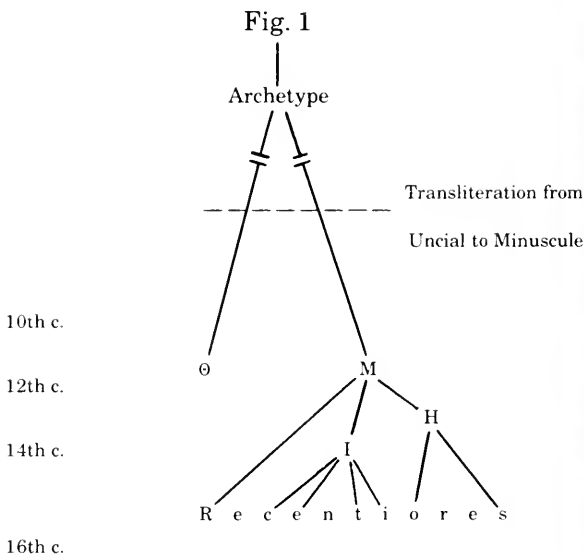 Fig. 1
Archetype
Transliteration from
Uncial to Minuscule
10th c.
Θ M
12th c.
H
14th c. I
R e c e n t i o r e s
16th c.